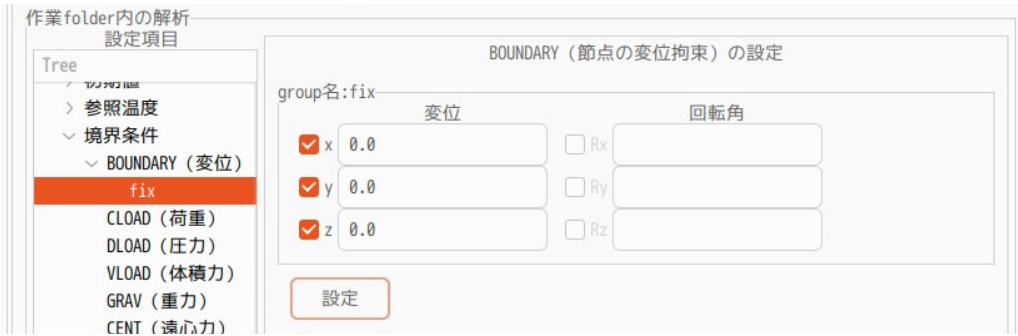 作業folder内の解析
設定項目
Tree
初期値
> 参照温度
境界条件
BOUNDARY (変位)
fix
CLOAD (荷重)
DLOAD (圧力)
VLOAD (体積力)
GRAV (重力)
CENT (遠心力)
BOUNDARY (節点の変位拘束) の設定
group名:fix
変位 回転角
x 0.0 Rx
y 0.0 Ry
z 0.0 Rz
設定